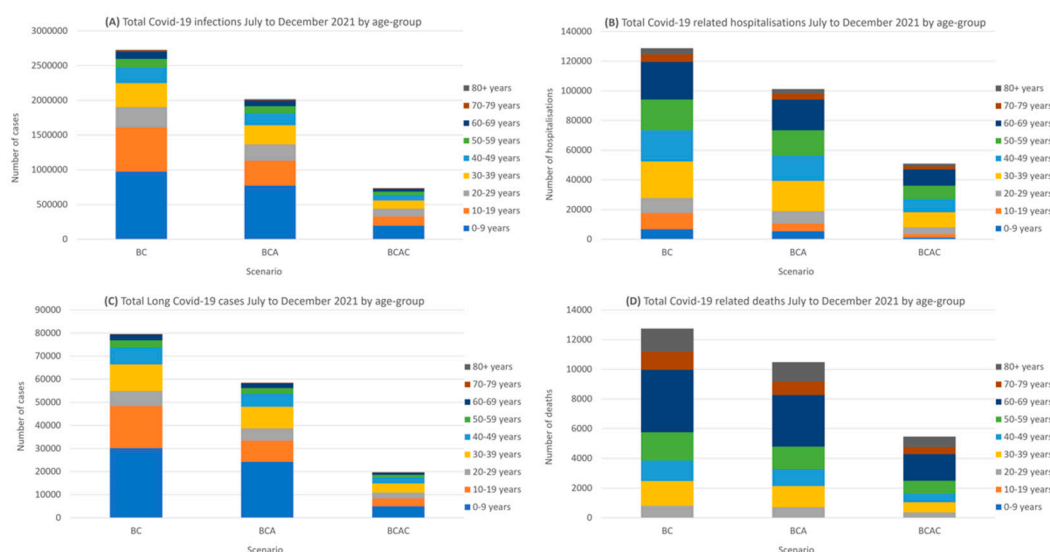 (A) Total Covid-19 infections July to December 2021 by age-group
3000000
2500000
2000000
1500000
1000000
500000
0
Number of cases
BC
BCA
BCAC
Scenario
80+ years
70-79 years
60-69 years
50-59 years
40-49 years
30-39 years
20-29 years
10-19 years
0-9 years
(B) Total Covid-19 related hospitalisations July to December 2021 by age-group
140000
120000
100000
80000
60000
40000
20000
0
Number of hospitalisations
BC
BCA
BCAC
Scenario
80+ years
70-79 years
60-69 years
50-59 years
40-49 years
30-39 years
20-29 years
10-19 years
0-9 years
(C) Total Long Covid-19 cases July to December 2021 by age-group
90000
80000
70000
60000
50000
40000
30000
20000
10000
0
Number of cases
BC
BCA
BCAC
Scenario
80+ years
70-79 years
60-69 years
50-59 years
40-49 years
30-39 years
20-29 years
10-19 years
0-9 years
(D) Total Covid-19 related deaths July to December 2021 by age-group
14000
12000
10000
8000
6000
4000
2000
0
Number of deaths
BC
BCA
BCAC
Scenario
80+ years
70-79 years
60-69 years
50-59 years
40-49 years
30-39 years
20-29 years
10-19 years
0-9 years